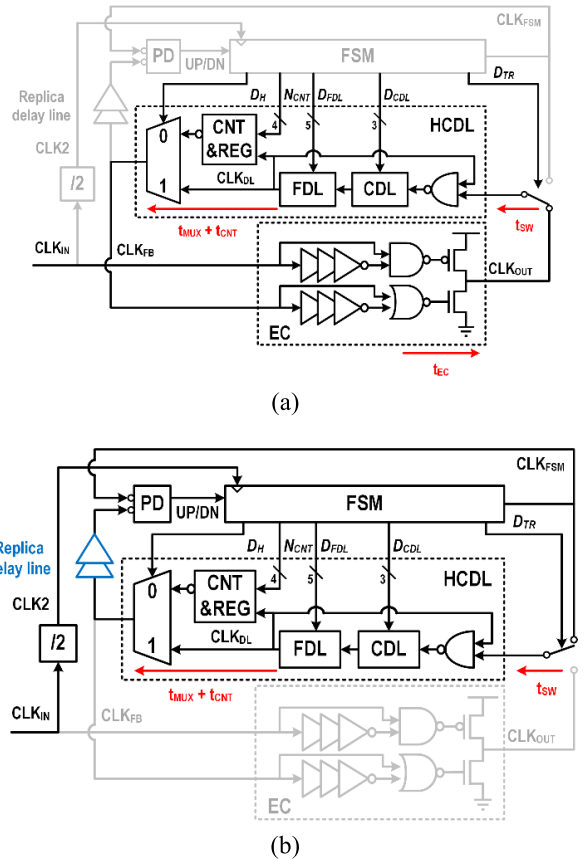 CLKFSM
PD
UP/DN
FSM
Replica
delay line
DH
NCNT
DFDL
DCDL
DTR
4
5
3
HCDL
0
CNT
&REG
CLK2
1
CLKDL
FDL
CDL
/2
tMUX + tCNT
tSW
CLKIN
CLKFB
CLKOUT
EC
tEC
(a)
CLKFSM
PD
UP/DN
FSM
Replica
elay line
DH
NCNT
DFDL
DCDL
DTR
4
5
3
HCDL
0
CNT
&REG
CLK2
1
CLKDL
FDL
CDL
/2
tMUX + tCNT
tSW
CLKIN
CLKFB
CLKOUT
EC
(b)